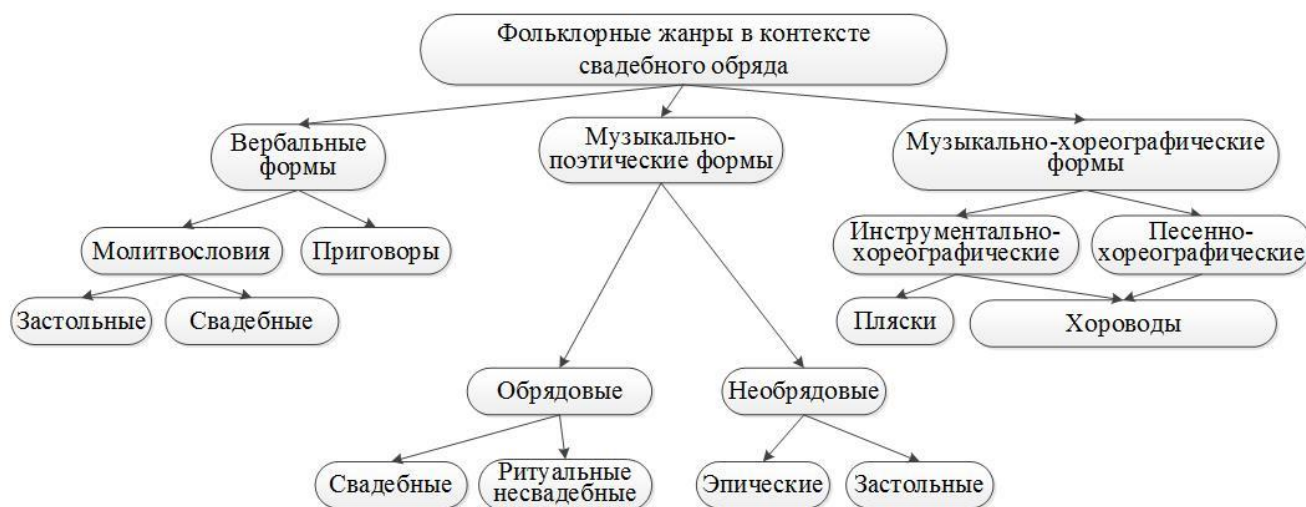 Фольклорные жанры в контексте
свадебного обряда
Вербальные
формы
Музыкально-
поэтические формы
Музыкально-хореографические
формы
Молитвословия
Приговоры
Инструментально-
хореографические
Песенно-
хореографические
Застольные
Свадебные
Пляски
Хороводы
Обрядовые
Необрядовые
Свадебные
Ритуальные
несвадебные
Эпические
Застольные